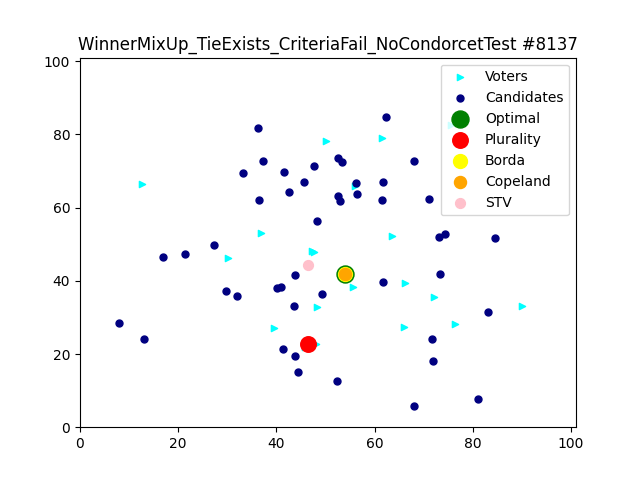 WinnerMixUp_TieExists_CriteriaFail_NoCondorcetTest #8137
100
80
60
40
20
0
0 20 40 60 80 100
Voters
Candidates
Optimal
Plurality
Borda
Copeland
STV